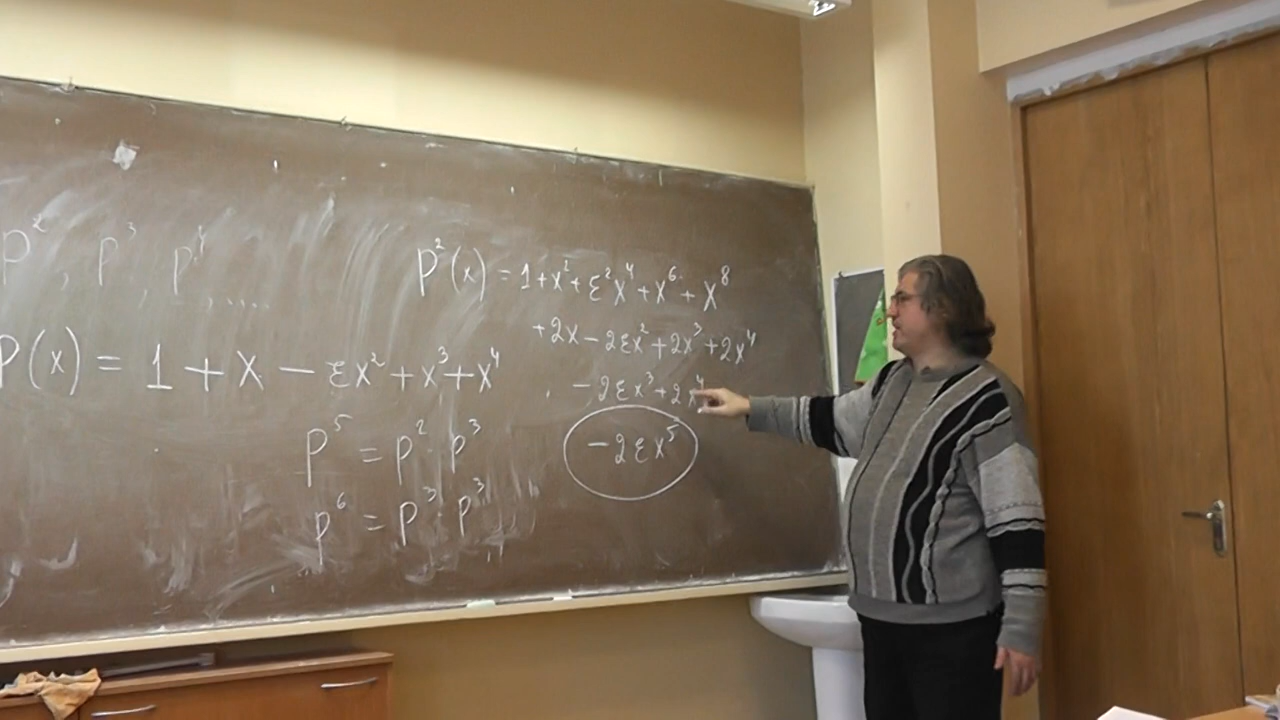 P², P³, P⁴, ....
P(x) = 1 + x − εx² + x³ + x⁴
P⁵ = P² · P³
P⁶ = P³ · P³
P²(x) = 1 + x² + ε²x⁴ + x⁶ + x⁸
+ 2x − 2εx² + 2x³ + 2x⁴
− 2εx³ + 2x⁴
− 2εx⁵